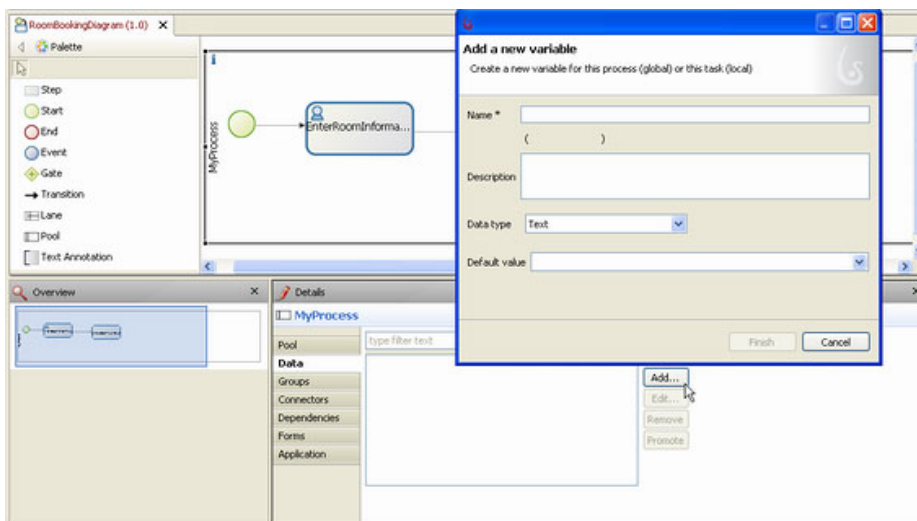 RoomBookingDiagram (1.0)
Palette
Step
Start
End
Event
Gate
Transition
Lane
Pool
Text Annotation
MyProcess
EnterRoomInforma...
Add a new variable
Create a new variable for this process (global) or this task (local)
Name *
( )
Description
Data type Text
Default value
Finish Cancel
Overview
Details
MyProcess
Pool
Data
Groups
Connectors
Dependencies
Forms
Application
type filter text
Add...
Edit...
Remove
Promote